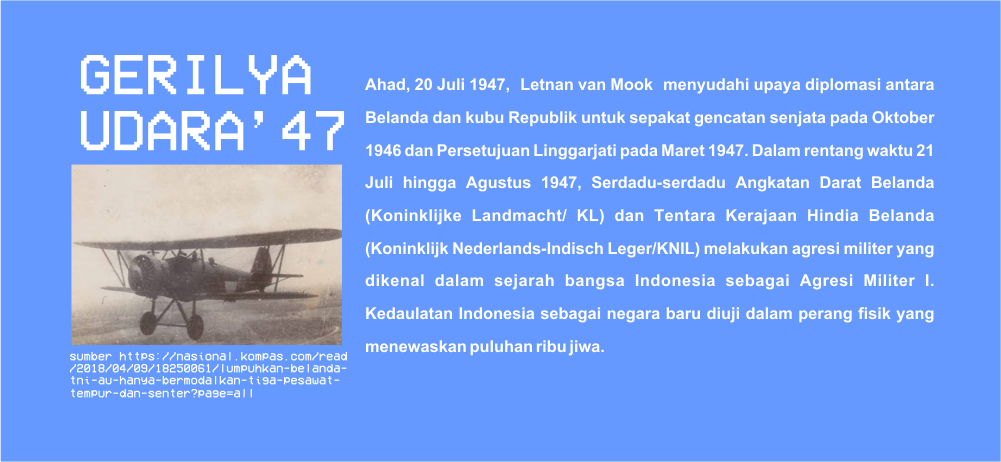 GERILYA
UDARA'47
Ahad, 20 Juli 1947, Letnan van Mook menyudahi upaya diplomasi antara
Belanda dan kubu Republik untuk sepakat gencatan senjata pada Oktober
1946 dan Persetujuan Linggarjati pada Maret 1947. Dalam rentang waktu 21
Juli hingga Agustus 1947, Serdadu-serdadu Angkatan Darat Belanda
(Koninklijke Landmacht/ KL) dan Tentara Kerajaan Hindia Belanda
(Koninklijk Nederlands-Indisch Leger/KNIL) melakukan agresi militer yang
dikenal dalam sejarah bangsa Indonesia sebagai Agresi Militer I.
Kedaulatan Indonesia sebagai negara baru diuji dalam perang fisik yang
menewaskan puluhan ribu jiwa.
sumber https://nasional.kompas.com/read
/2018/04/09/18250061/lumpuhkan-belanda-
tni-au-hanya-bermodalkan-tiga-pesawat-
tempur-dan-senter?page=all